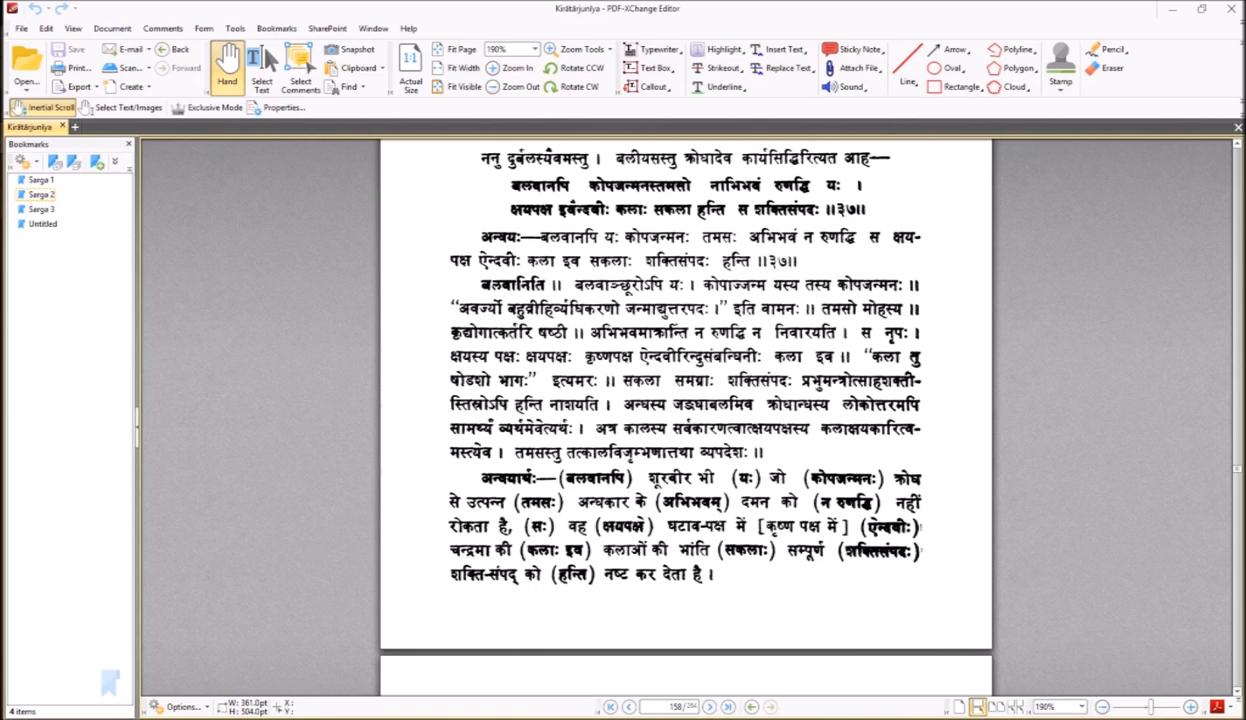 Kirātārjunīya - PDF-XChange Editor
File Edit View Document Comments Form Tools Bookmarks SharePoint Window Help
Open... Save Print... Export E-mail Scan... Create Back Forward Hand Select Text Select Comments Snapshot Clipboard Find Actual Size Fit Page Fit Width Fit Visible 190% Zoom In Zoom Out Zoom Tools Rotate CCW Rotate CW Typewriter Text Box Callout Highlight Strikeout Underline Insert Text Replace Text Sticky Note Attach File Sound Line Arrow Oval Rectangle Polyline Polygon Cloud Stamp Pencil Eraser
Inertial Scroll Select Text/Images Exclusive Mode Properties...
Kirātārjunīya
Bookmarks
Sarga 1
Sarga 2
Sarga 3
Untitled
ननु दुर्बलस्यैवमस्तु । बलीयसस्तु क्रोधादेव कार्यसिद्धिरित्यत आह—
बलवानपि कोपजन्मनस्तमसो नाभिभवं रुणद्धि यः ।
क्षयपक्ष इवैन्दवीः कलाः सकला हन्ति स शक्तिसंपदः ॥३७॥
अन्वयः—बलवानपि यः कोपजन्मनः तमसः अभिभवं न रुणद्धि स क्षय-
पक्ष ऐन्दवीः कला इव सकलाः शक्तिसंपदः हन्ति ॥३७॥
बलवानिति ॥ बलवाञ्छूरोऽपि यः । कोपाज्जन्म यस्य तस्य कोपजन्मनः ॥
“अवर्ज्यो बहुव्रीहिर्व्यधिकरणो जन्माद्युत्तरपदः ।” इति वामनः ॥ तमसो मोहस्य ॥
कृद्योगात्कर्तरि षष्ठी ॥ अभिभवमाक्रान्तिं न रुणद्धि न निवारयति । स नृपः ।
क्षयस्य पक्षः क्षयपक्षः कृष्णपक्ष ऐन्दवीरिन्दुसंबन्धिनीः कला इव ॥ “कला तु
षोडशो भागः” इत्यमरः ॥ सकला समग्राः शक्तिसंपदः प्रभुमन्त्रोत्साहशक्ती-
स्तिस्रोऽपि हन्ति नाशयति । अन्धस्य जङ्घाबलमिव क्रोधान्धस्य लोकोत्तरमपि
सामर्थ्यं व्यर्थमेवेत्यर्थः । अत्र कालस्य सर्वकारणत्वात्क्षयपक्षस्य कलाक्षयकारित्व-
मस्त्येव । तमसस्तु तत्कालविजृम्भणात्तथा व्यपदेशः ॥
अन्वयार्थः—(बलवानपि) शूरवीर भी (यः) जो (कोपजन्मनः) क्रोध
से उत्पन्न (तमसः) अन्धकार के (अभिभवम्) दमन को (न रुणद्धि) नहीं
रोकता है, (सः) वह (क्षयपक्षे) घटाव-पक्ष में [कृष्ण पक्ष में] (ऐन्दवीः)
चन्द्रमा की (कलाः इव) कलाओं की भांति (सकलाः) सम्पूर्ण (शक्तिसंपदः)
शक्ति-संपद् को (हन्ति) नष्ट कर देता है ।
4 items
Options... W: 361.0pt H: 504.0pt X: Y: 158 / 264 190%